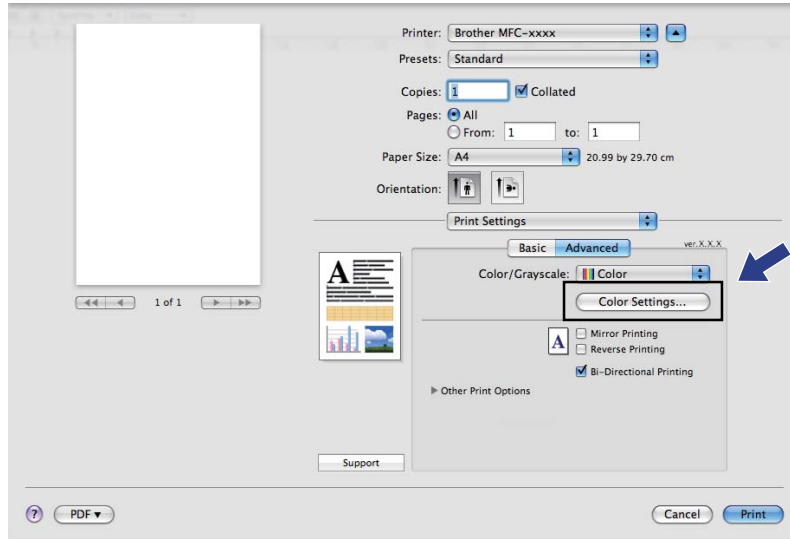 Printer: Brother MFC-xxxx
Presets: Standard
Copies: 1 Collated
Pages: All
From: 1 to: 1
Paper Size: A4 20.99 by 29.70 cm
Orientation:
Print Settings
Basic Advanced ver.X.X.X
Color/Grayscale: Color
Color Settings...
A
A Mirror Printing
Reverse Printing
Bi-Directional Printing
Other Print Options
1 of 1
Support
? PDF Cancel Print